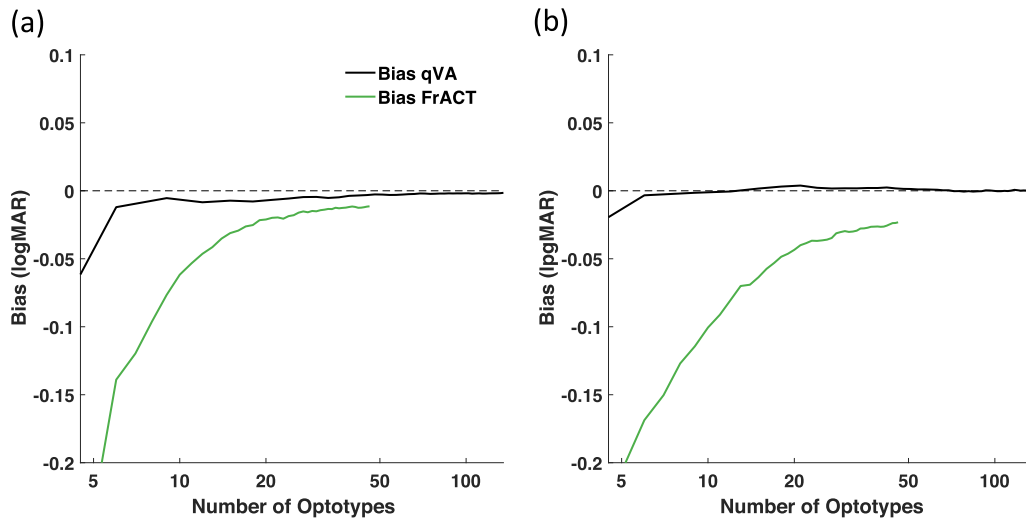 (a)
(b)
Bias qVA
Bias FrACT
0.1
0.05
0
-0.05
-0.1
-0.15
-0.2
Bias (logMAR)
5 10 20 50 100
Number of Optotypes
0.1
0.05
0
-0.05
-0.1
-0.15
-0.2
Bias (lpgMAR)
5 10 20 50 100
Number of Optotypes